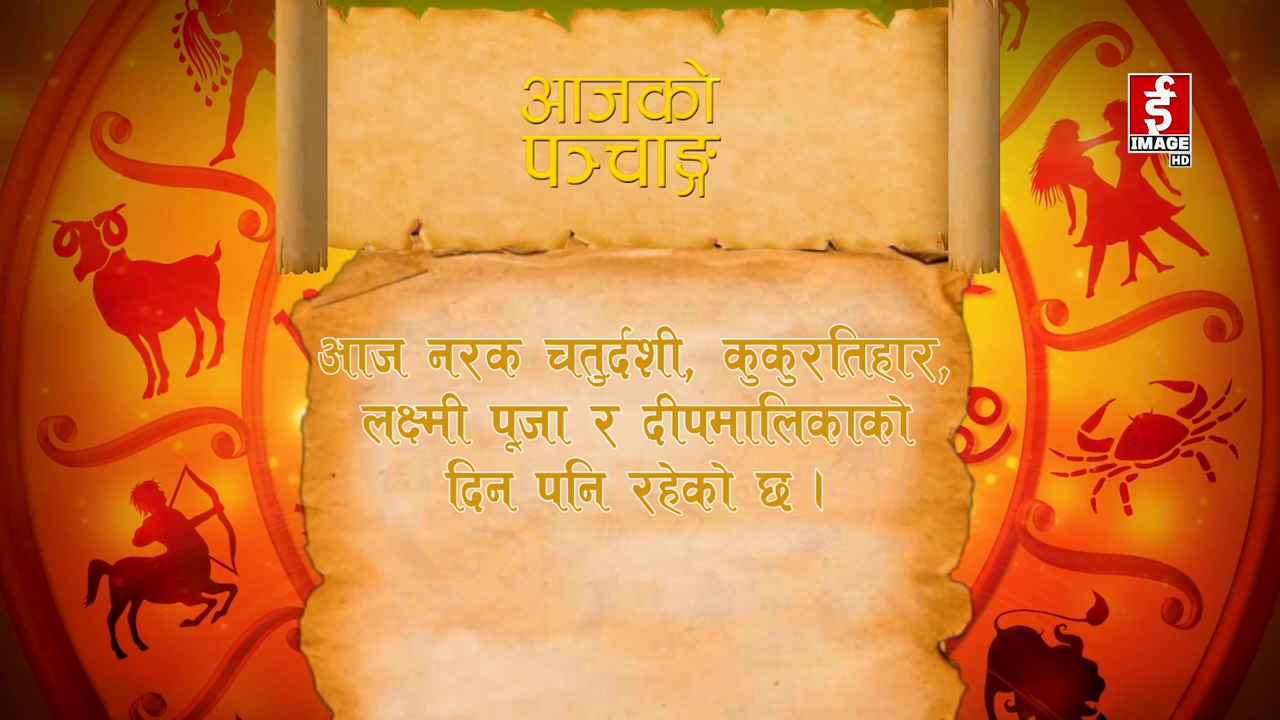 आजको
पञ्चाङ्ग
ई
IMAGE
HD
आज नरक चतुर्दशी, कुकुरतिहार,
लक्ष्मी पूजा र दीपमालिकाको
दिन पनि रहेको छ ।